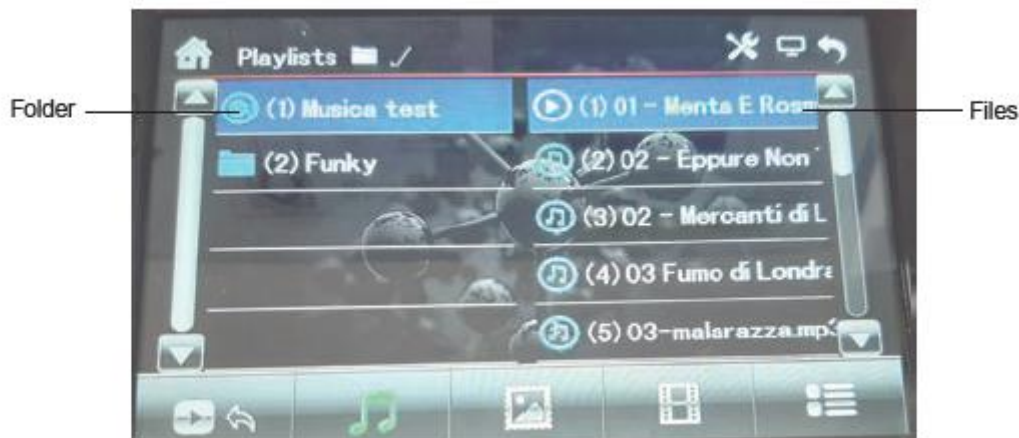 Playlists
Folder
(1) Musica test
(2) Funky
(1) 01 - Menta E Rosm
(2) 02 - Eppure Non
(3) 02 - Mercanti di L
(4) 03 Fumo di Londra
(5) 03-malarazza.mp3
Files